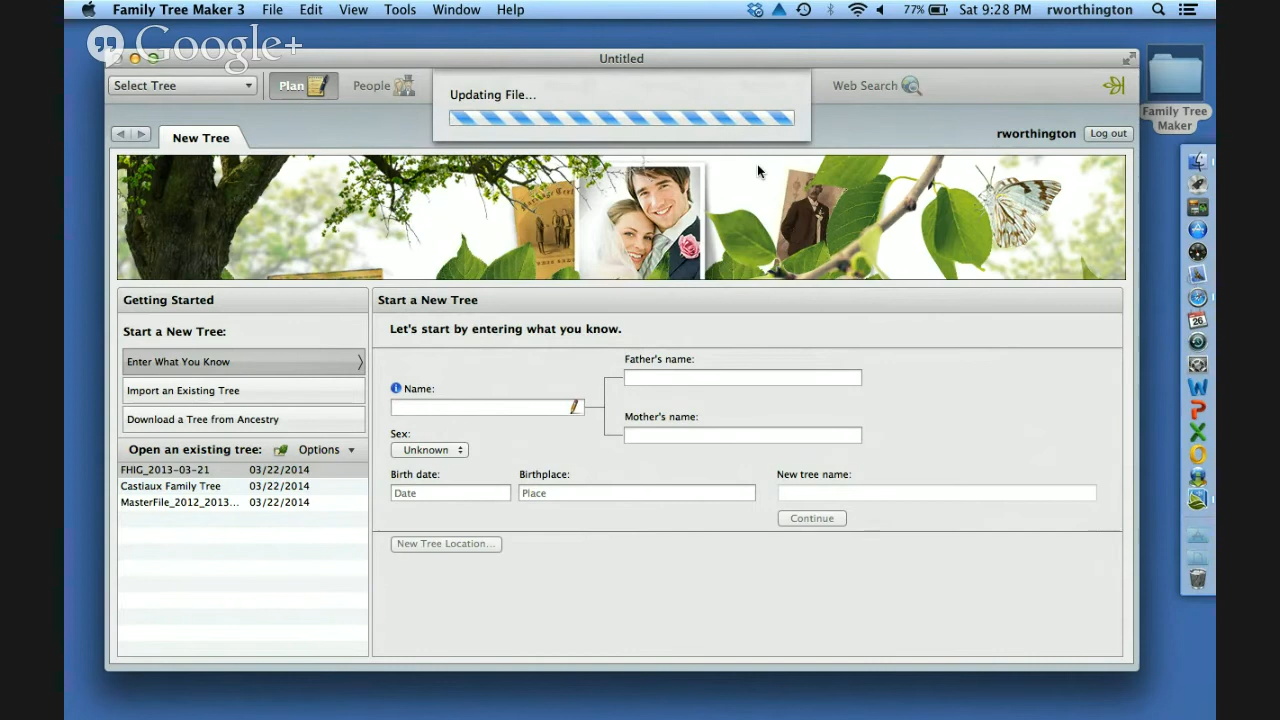 Family Tree Maker 3 File Edit View Tools Window Help 77% Sat 9:28 PM rworthington
Google+
Untitled
Select Tree Plan People Web Search
Updating File...
Family Tree Maker
New Tree rworthington Log out
Getting Started
Start a New Tree:
Enter What You Know
Import an Existing Tree
Download a Tree from Ancestry
Open an existing tree: Options
FHIG_2013-03-21 03/22/2014
Castiaux Family Tree 03/22/2014
MasterFile_2012_2013... 03/22/2014
Start a New Tree
Let's start by entering what you know.
Father's name:
Name:
Mother's name:
Sex:
Unknown
Birth date: Birthplace: New tree name:
Date Place
Continue
New Tree Location...
26